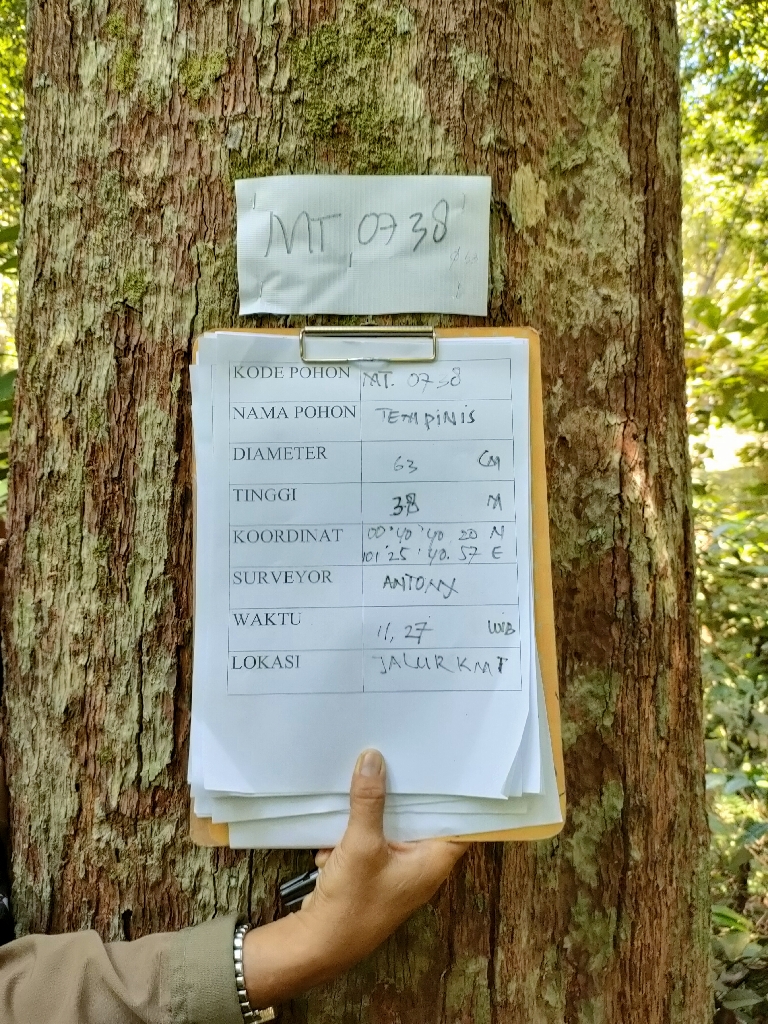 MT 0738
KODE POHON MT. 0738
NAMA POHON TEMPINIS
DIAMETER 63 CM
TINGGI 38 M
KOORDINAT 00°40'40.20 N
101°25'40.57 E
SURVEYOR ANTONY
WAKTU 11,27 WIB
LOKASI JALUR KMT